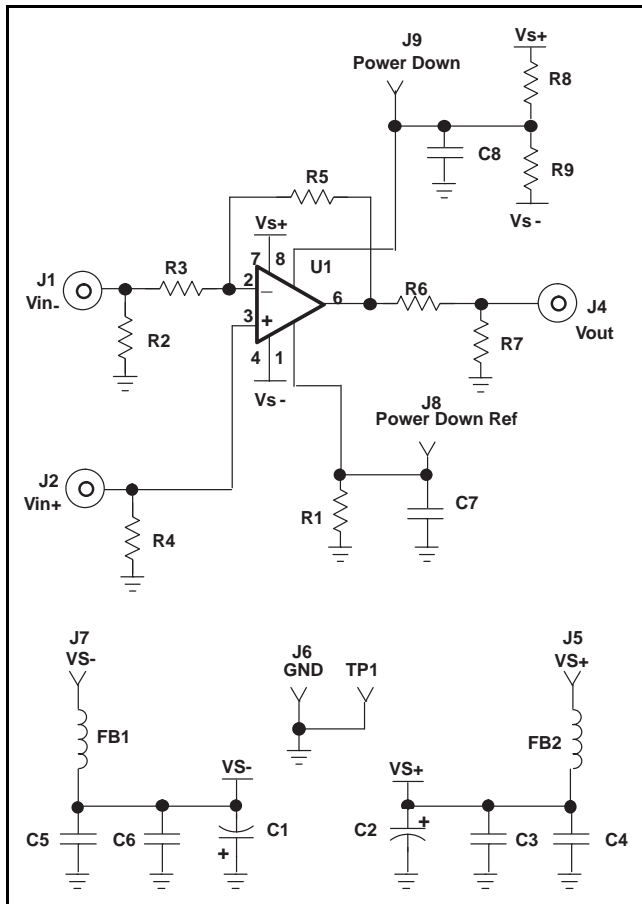 J9
Power Down
Vs+
R8
C8
R9
Vs-
R5
Vs+
7 8
U1
J1
Vin-
R3
2
−
6
R6
J4
Vout
3
+
R2
R7
4 1
Vs-
J8
Power Down Ref
J2
Vin+
R4
R1
C7
J7
VS-
J6
GND
TP1
J5
VS+
FB1
FB2
VS-
VS+
C5
C6
C1
+
C2
+
C3
C4